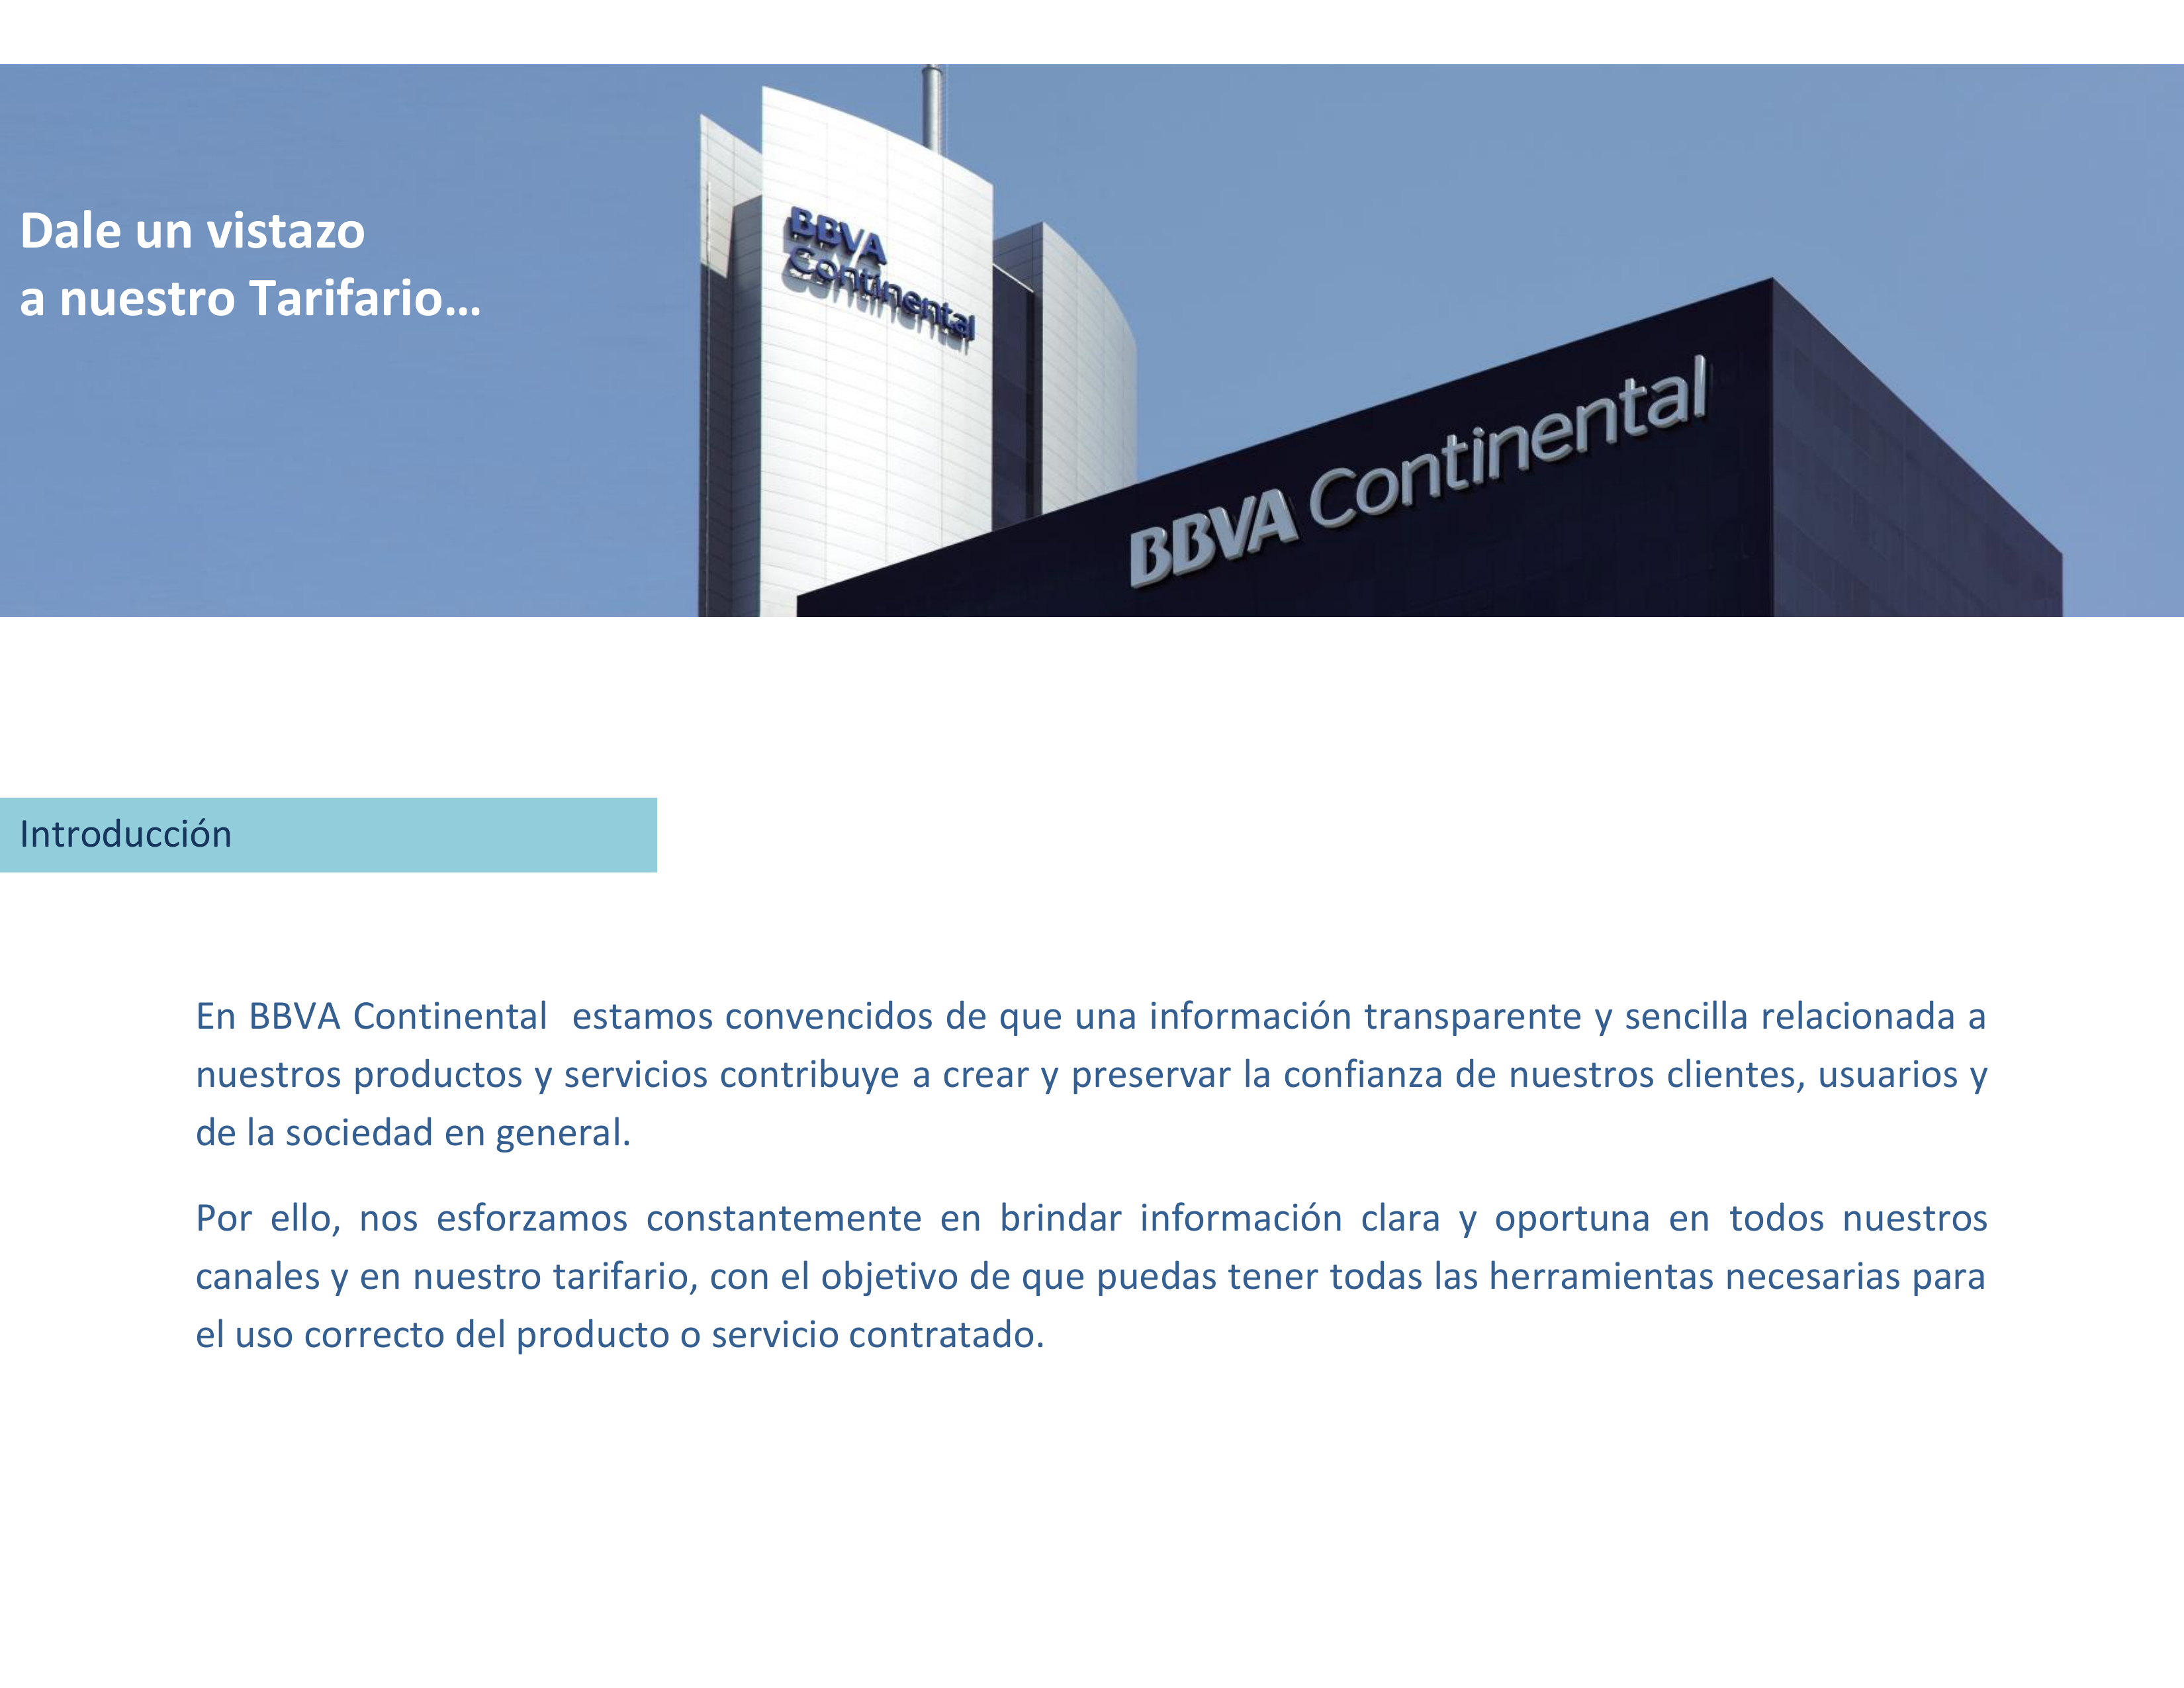 Dale un vistazo
a nuestro Tarifario...
BBVA
Continental
BBVA Continental
Introducción
En BBVA Continental estamos convencidos de que una información transparente y sencilla relacionada a
nuestros productos y servicios contribuye a crear y preservar la confianza de nuestros clientes, usuarios y
de la sociedad en general.
Por ello, nos esforzamos constantemente en brindar información clara y oportuna en todos nuestros
canales y en nuestro tarifario, con el objetivo de que puedas tener todas las herramientas necesarias para
el uso correcto del producto o servicio contratado.